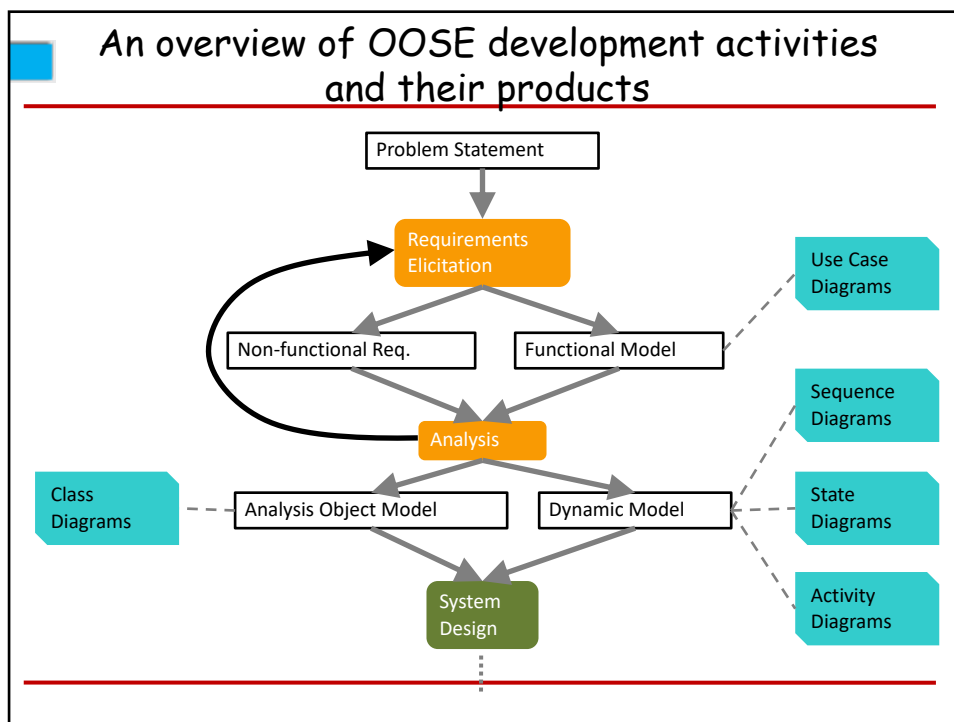 An overview of OOSE development activities
and their products
Problem Statement
Requirements
Elicitation
Use Case
Diagrams
Non-functional Req.
Functional Model
Sequence
Diagrams
Analysis
Class
Diagrams
Analysis Object Model
Dynamic Model
State
Diagrams
System
Design
Activity
Diagrams